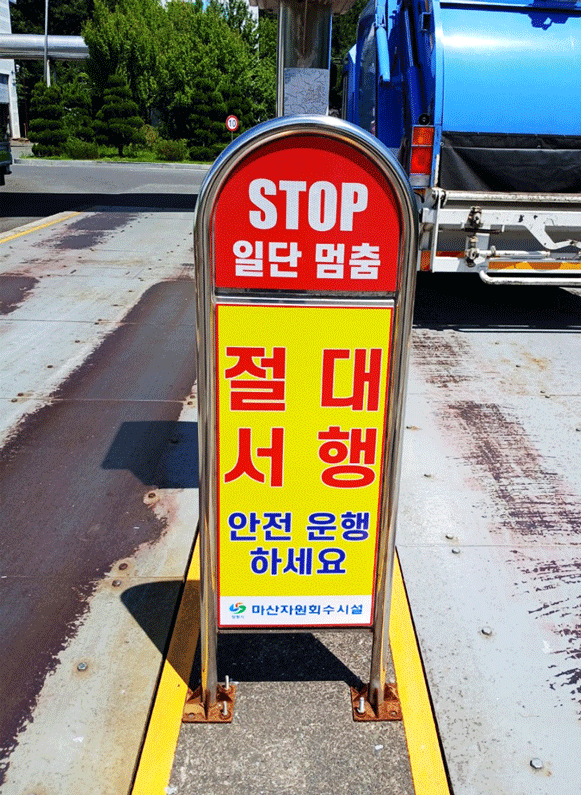 STOP
일단 멈춤
절대
서행
안전 운행
하세요
마산자원회수시설
10